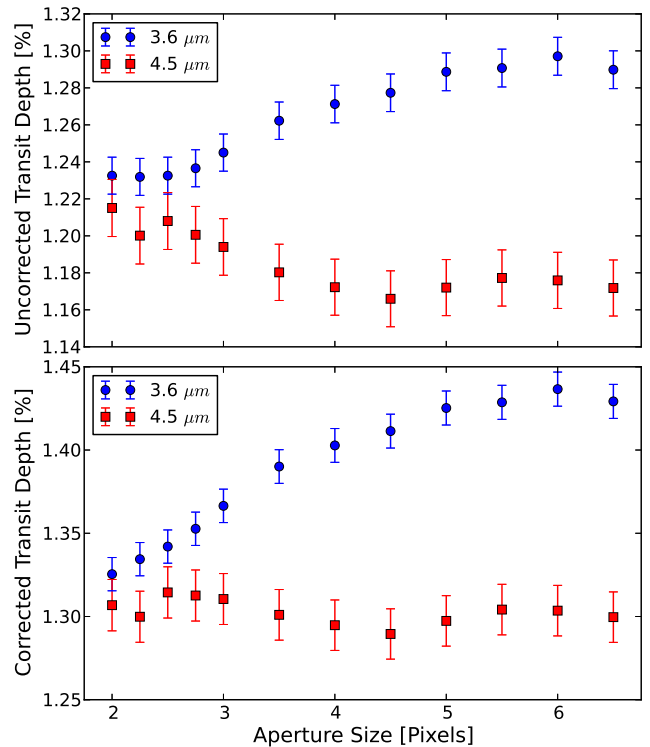 Uncorrected Transit Depth [%]
1.32
1.30
1.28
1.26
1.24
1.22
1.20
1.18
1.16
1.14
3.6 μm
4.5 μm
Corrected Transit Depth [%]
1.45
1.40
1.35
1.30
1.25
3.6 μm
4.5 μm
2 3 4 5 6
Aperture Size [Pixels]